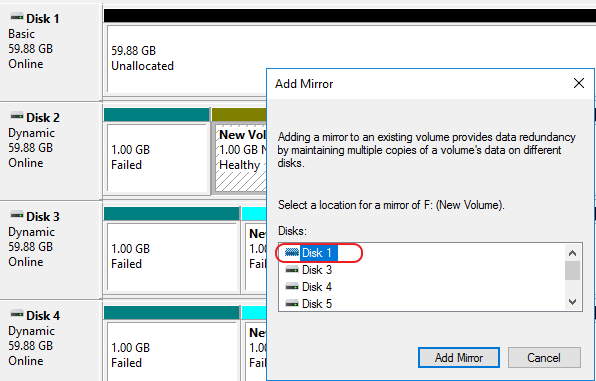 Disk 1
Basic
59.88 GB
Online
59.88 GB
Unallocated
Disk 2
Dynamic
59.88 GB
Online
1.00 GB
Failed
New Vol
1.00 GB N
Healthy
Disk 3
Dynamic
59.88 GB
Online
1.00 GB
Failed
Ne
1.0
Fai
Disk 4
Dynamic
59.88 GB
Online
1.00 GB
Failed
Ne
1.0
Fai
Add Mirror
Adding a mirror to an existing volume provides data redundancy
by maintaining multiple copies of a volume's data on different
disks.
Select a location for a mirror of F: (New Volume).
Disks:
Disk 1
Disk 3
Disk 4
Disk 5
Add Mirror
Cancel